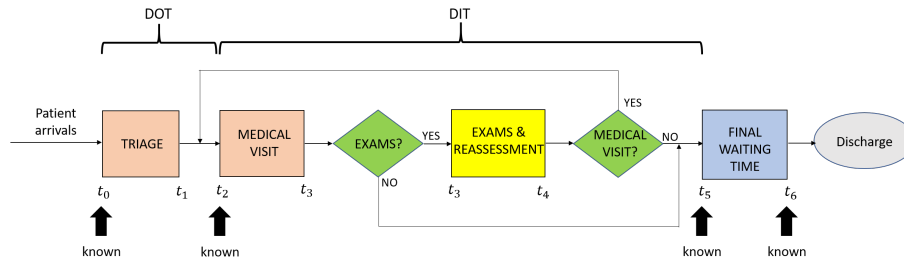 DOT
DIT
Patient
arrivals
TRIAGE
MEDICAL
VISIT
EXAMS?
YES
NO
EXAMS &
REASSESSMENT
MEDICAL
VISIT?
YES
NO
FINAL
WAITING
TIME
Discharge
t₀
t₁
t₂
t₃
t₃
t₄
t₅
t₆
known
known
known
known